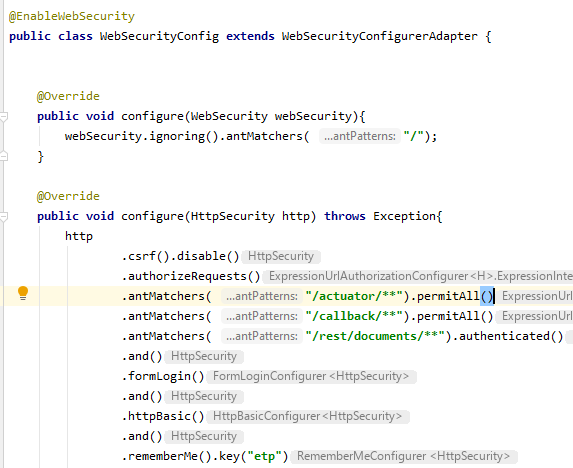 @EnableWebSecurity
public class WebSecurityConfig extends WebSecurityConfigurerAdapter {
@Override
public void configure(WebSecurity webSecurity){
webSecurity.ignoring().antMatchers( ...antPatterns: "/");
}
@Override
public void configure(HttpSecurity http) throws Exception{
http
.csrf().disable() HttpSecurity
.authorizeRequests() ExpressionUrlAuthorizationConfigurer<H>.ExpressionInte
.antMatchers( ...antPatterns: "/actuator/**").permitAll() ExpressionUrl
.antMatchers( ...antPatterns: "/callback/**").permitAll() ExpressionUrl
.antMatchers( ...antPatterns: "/rest/documents/**").authenticated()
.and() HttpSecurity
.formLogin() FormLoginConfigurer<HttpSecurity>
.and() HttpSecurity
.httpBasic() HttpBasicConfigurer<HttpSecurity>
.and() HttpSecurity
.rememberMe().key("etp") RememberMeConfigurer <HttpSecurity>